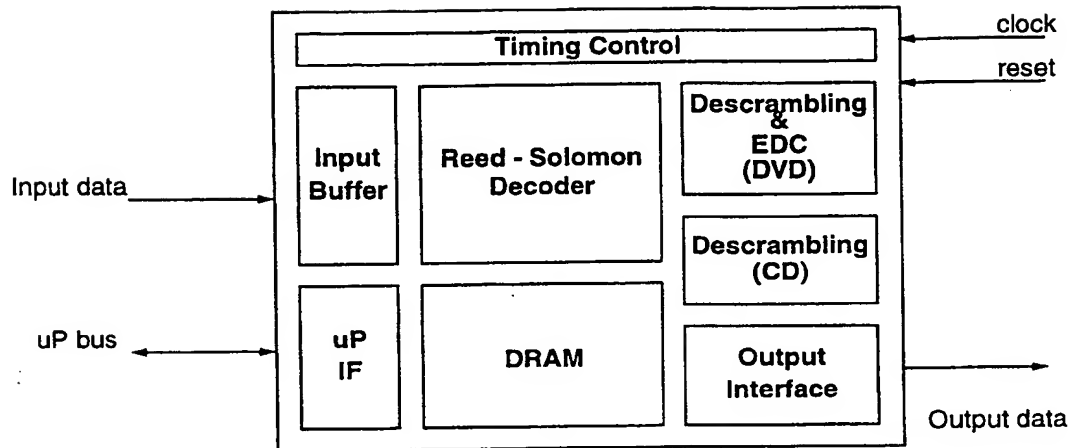 Timing Control
clock
reset
Input data
Input
Buffer
Reed - Solomon
Decoder
Descrambling
&
EDC
(DVD)
Descrambling
(CD)
uP bus
uP
IF
DRAM
Output
Interface
Output data